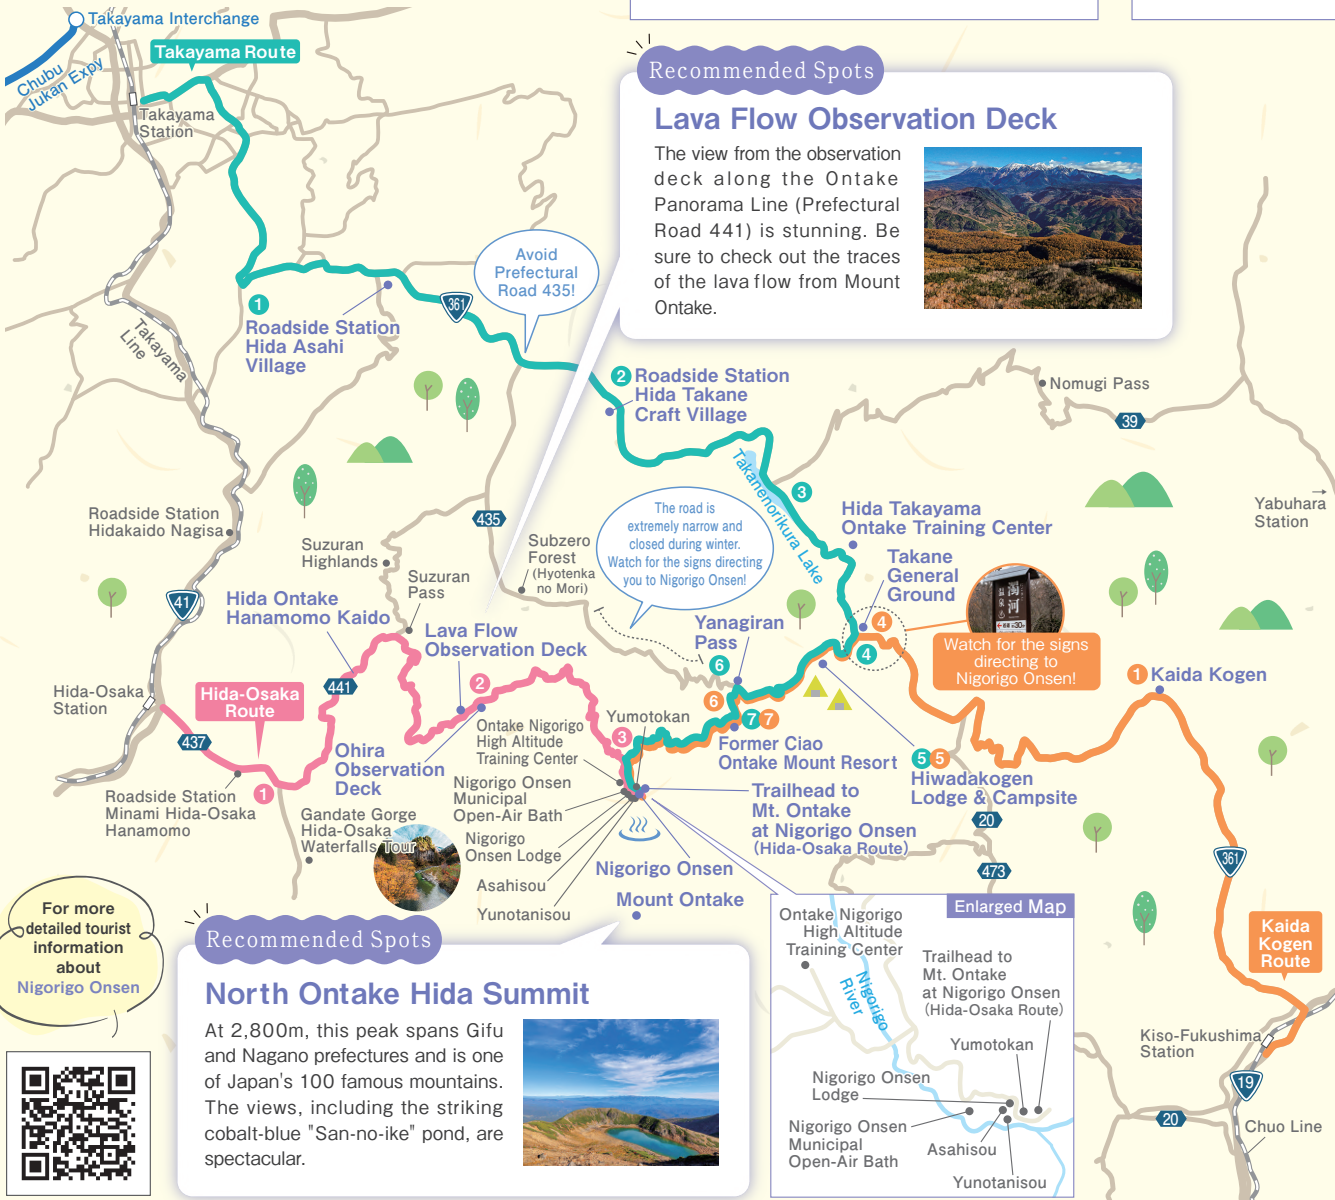 Takayama Interchange
Takayama Route
Chubu
Jukan Expy
Takayama
Station
Recommended Spots
Lava Flow Observation Deck
The view from the observation
deck along the Ontake
Panorama Line (Prefectural
Road 441) is stunning. Be
sure to check out the traces
of the lava flow from Mount
Ontake.
Avoid
Prefectural
Road 435!
361
1
Roadside Station
Hida Asahi
Village
Takayama
Line
2 Roadside Station
Hida Takane
Craft Village
Nomugi Pass
39
Takanenorikura Lake
3
Yabuhara
Station
Roadside Station
Hidakaido Nagisa
435
The road is
extremely narrow and
closed during winter.
Watch for the signs directing
you to Nigorigo Onsen!
Hida Takayama
Ontake Training Center
Suzuran
Highlands
Subzero
Forest
(Hyotenka
no Mori)
Takane
General
Ground
Suzuran
Pass
41
Hida Ontake
Hanamomo Kaido
Lava Flow
Observation Deck
Yanagiran
Pass
4
4
濁河
Watch for the signs
directing to
Nigorigo Onsen!
1 Kaida Kogen
6
6
2
441
Hida-Osaka
Station
Hida-Osaka
Route
437
Ontake Nigorigo
High Altitude
Training Center
Yumotokan
3
7 7
Former Ciao
Ontake Mount Resort
5 5
Hiwadakogen
Lodge & Campsite
Ohira
Observation
Deck
1
Roadside Station
Minami Hida-Osaka
Hanamomo
Gandate Gorge
Hida-Osaka
Waterfalls Tour
Nigorigo Onsen
Municipal
Open-Air Bath
Nigorigo
Onsen Lodge
Asahisou
Yunotanisou
Trailhead to
Mt. Ontake
at Nigorigo Onsen
(Hida-Osaka Route)
20
473
361
Nigorigo Onsen
Mount Ontake
For more
detailed tourist
information
about
Nigorigo Onsen
Recommended Spots
North Ontake Hida Summit
At 2,800m, this peak spans Gifu
and Nagano prefectures and is one
of Japan's 100 famous mountains.
The views, including the striking
cobalt-blue "San-no-ike" pond, are
spectacular.
Enlarged Map
Ontake Nigorigo
High Altitude
Training Center
Nigorigo
River
Trailhead to
Mt. Ontake
at Nigorigo Onsen
(Hida-Osaka Route)
Yumotokan
Nigorigo Onsen
Lodge
Nigorigo Onsen
Municipal
Open-Air Bath
Asahisou
Yunotanisou
Kaida
Kogen
Route
Kiso-Fukushima
Station
19
20
Chuo Line